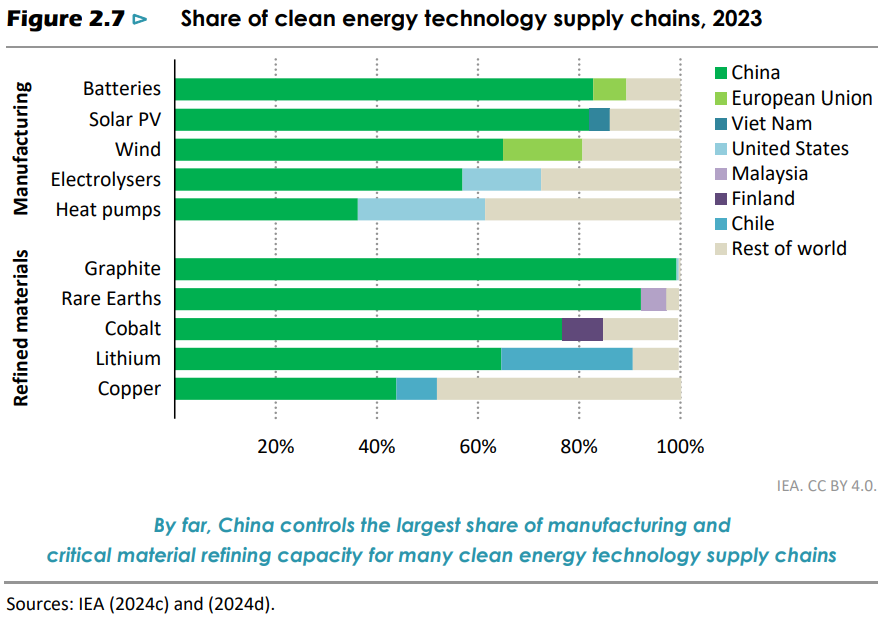 Figure 2.7 ▷ Share of clean energy technology supply chains, 2023
Manufacturing
Batteries
Solar PV
Wind
Electrolysers
Heat pumps
Refined materials
Graphite
Rare Earths
Cobalt
Lithium
Copper
20% 40% 60% 80% 100%
China
European Union
Viet Nam
United States
Malaysia
Finland
Chile
Rest of world
IEA. CC BY 4.0.
By far, China controls the largest share of manufacturing and
critical material refining capacity for many clean energy technology supply chains
Sources: IEA (2024c) and (2024d).